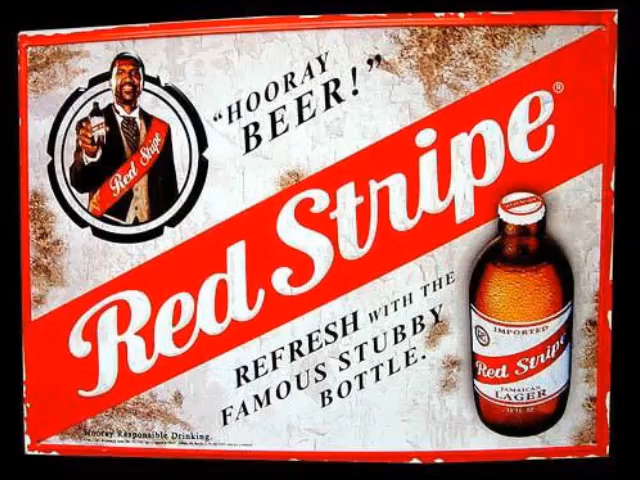 "HOORAY
BEER!"
Red Stripe
Red Stripe®
REFRESH WITH THE
FAMOUS STUBBY
BOTTLE.
IMPORTED
Red Stripe
JAMAICAN
LAGER
Hooray Responsible Drinking.